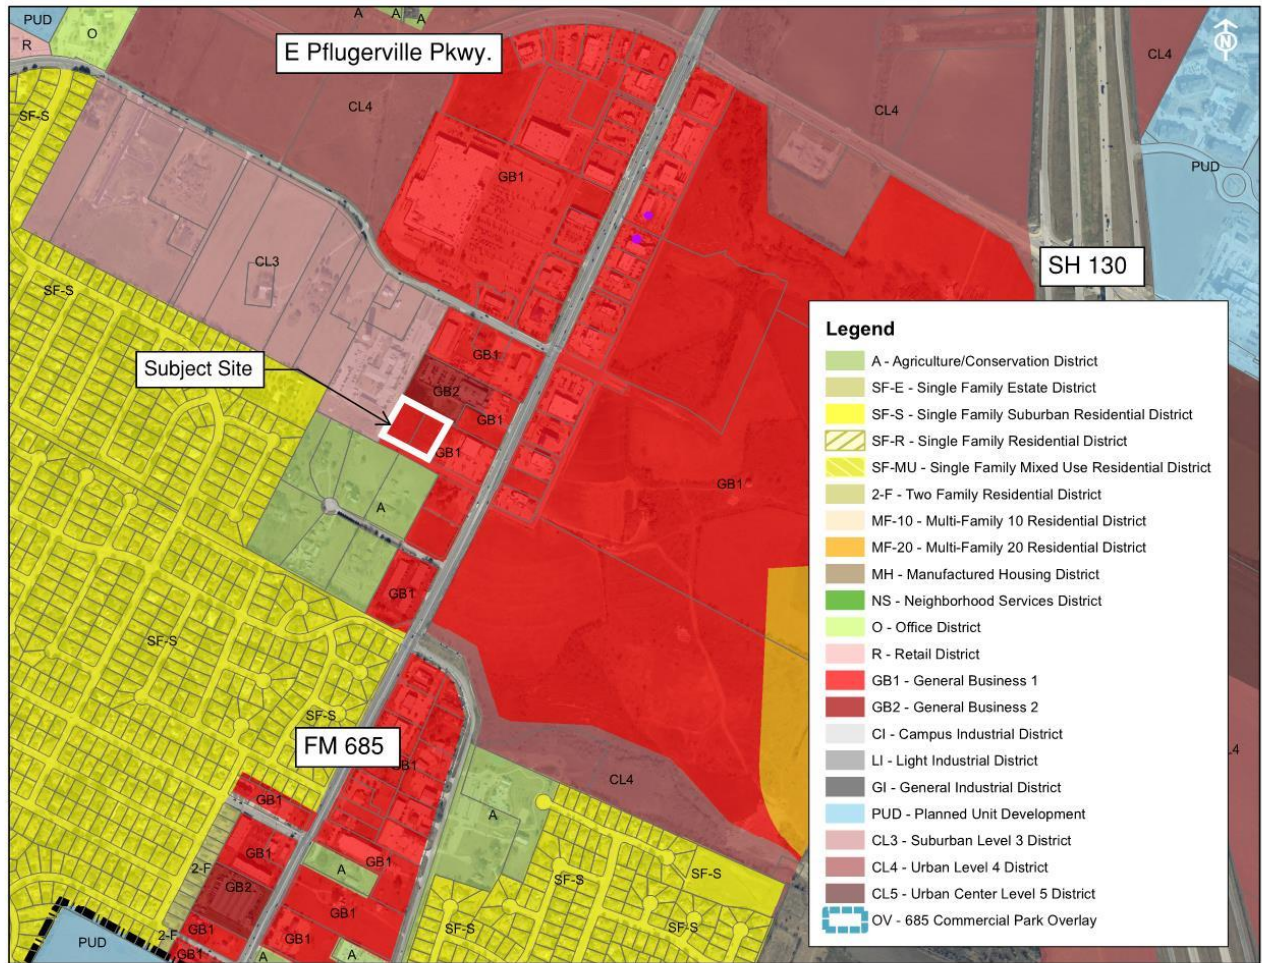 PUD
O
R
A
A
A
E Pflugerville Pkwy.
N
CL4
SF-S
CL4
CL4
PUD
GB1
CL3
SH 130
SF-S
Subject Site
GB1
GB2
GB1
GB1
A
GB1
GB1
SF-S
SF-S
FM 685
GB1
CL4
4
GB1
A
GB1
GB1
A
2-F
GB2
GB1
SF-S
SF-S
SF-S
SF-S
GB1
2-F
GB1
PUD
GB1
A
A
Legend
A - Agriculture/Conservation District
SF-E - Single Family Estate District
SF-S - Single Family Suburban Residential District
SF-R - Single Family Residential District
SF-MU - Single Family Mixed Use Residential District
2-F - Two Family Residential District
MF-10 - Multi-Family 10 Residential District
MF-20 - Multi-Family 20 Residential District
MH - Manufactured Housing District
NS - Neighborhood Services District
O - Office District
R - Retail District
GB1 - General Business 1
GB2 - General Business 2
CI - Campus Industrial District
LI - Light Industrial District
GI - General Industrial District
PUD - Planned Unit Development
CL3 - Suburban Level 3 District
CL4 - Urban Level 4 District
CL5 - Urban Center Level 5 District
OV - 685 Commercial Park Overlay